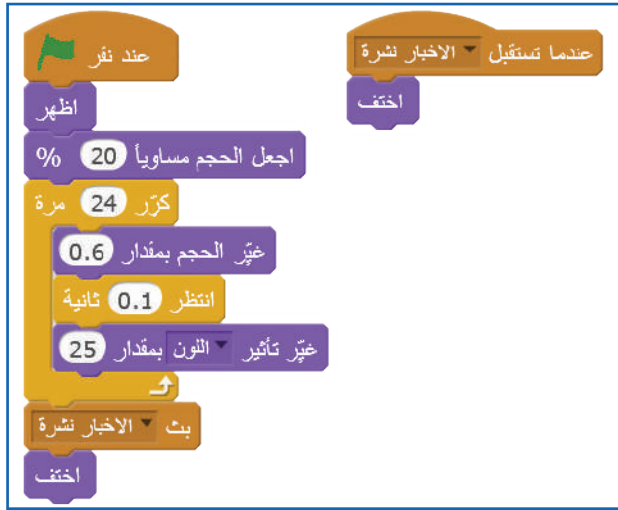 عندما تستقبل الاخبار نشرة
اختف
عند نقر
اظهر
اجعل الحجم مساوياً 20 %
كرّر 24 مرة
غيّر الحجم بمقدار 0.6
انتظر 0.1 ثانية
غيّر تأثير اللون بمقدار 25
بث الاخبار نشرة
اختف